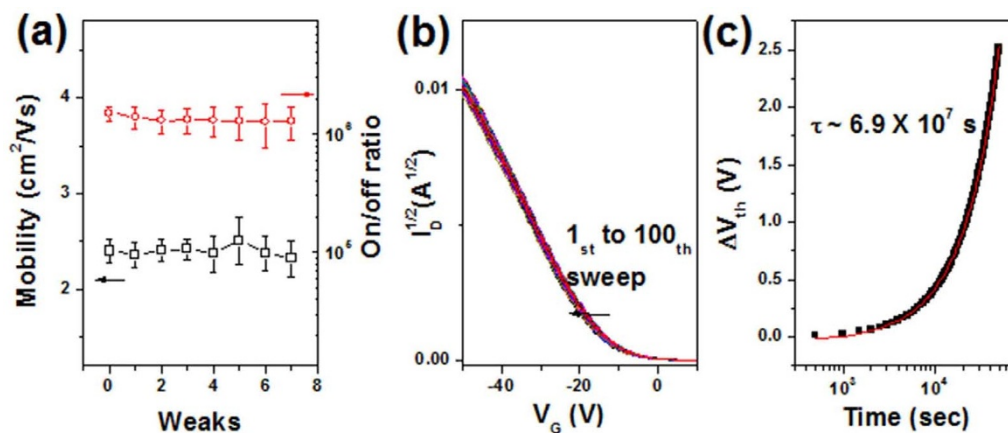 (a)
Mobility (cm²/Vs)
4
3
2
0 2 4 6 8
Weaks
10⁸
10⁶
On/off ratio
(b)
I_D^{1/2}(A^{1/2})
0.01
0.00
1_st to 100_th
sweep
-40 -20 0
V_G (V)
(c)
ΔV_th (V)
2.5
2.0
1.5
1.0
0.5
0.0
τ ~ 6.9 X 10⁷ s
10³ 10⁴
Time (sec)